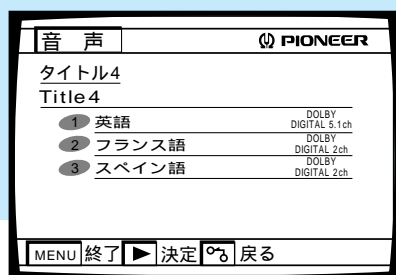 音 声 PIONEER
タイトル4
Title4
1 英語 DOLBY DIGITAL 5.1ch
2 フランス語 DOLBY DIGITAL 2ch
3 スペイン語 DOLBY DIGITAL 2ch
MENU 終了 ▶ 決定 戻る